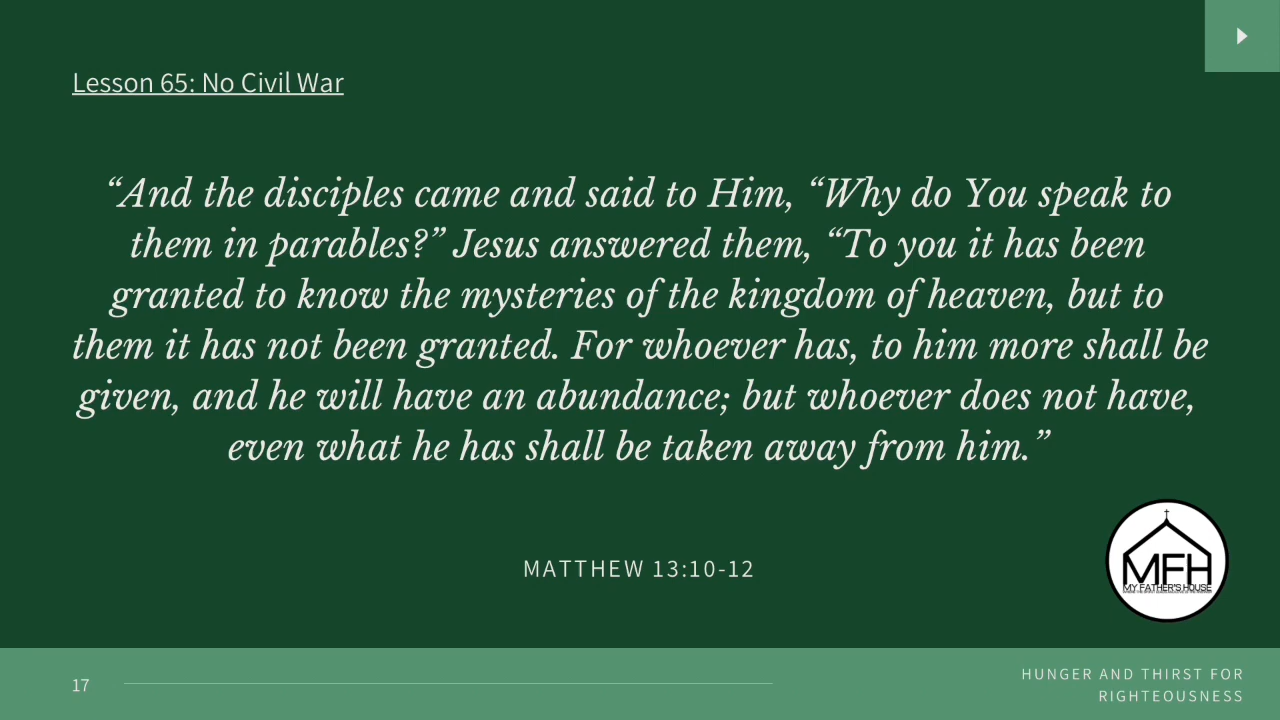 Lesson 65: No Civil War
“And the disciples came and said to Him, “Why do You speak to
them in parables?” Jesus answered them, “To you it has been
granted to know the mysteries of the kingdom of heaven, but to
them it has not been granted. For whoever has, to him more shall be
given, and he will have an abundance; but whoever does not have,
even what he has shall be taken away from him.”
MATTHEW 13:10-12
MFH
MY FATHER'S HOUSE
17
HUNGER AND THIRST FOR
RIGHTEOUSNESS